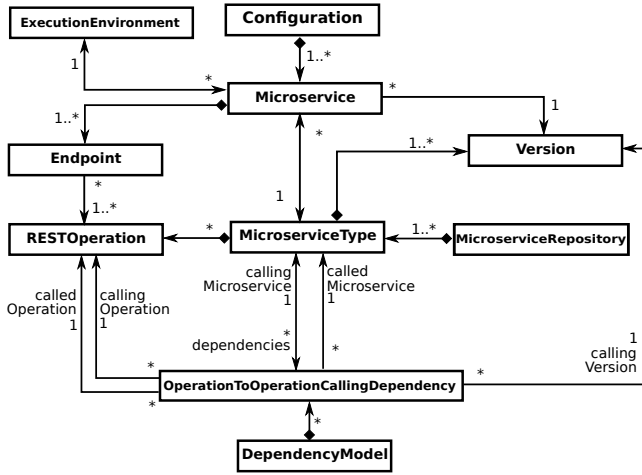 ExecutionEnvironment
Configuration
1
*
1..*
Microservice
*
1
1..*
Endpoint
*
1..*
*
1
1..*
Version
RESTOperation
*
MicroserviceType
1..*
MicroserviceRepository
called
Operation
1
calling
Operation
1
calling
Microservice
1
called
Microservice
1
*
dependencies
*
1
calling
Version
*
*
OperationToOperationCallingDependency
*
*
DependencyModel